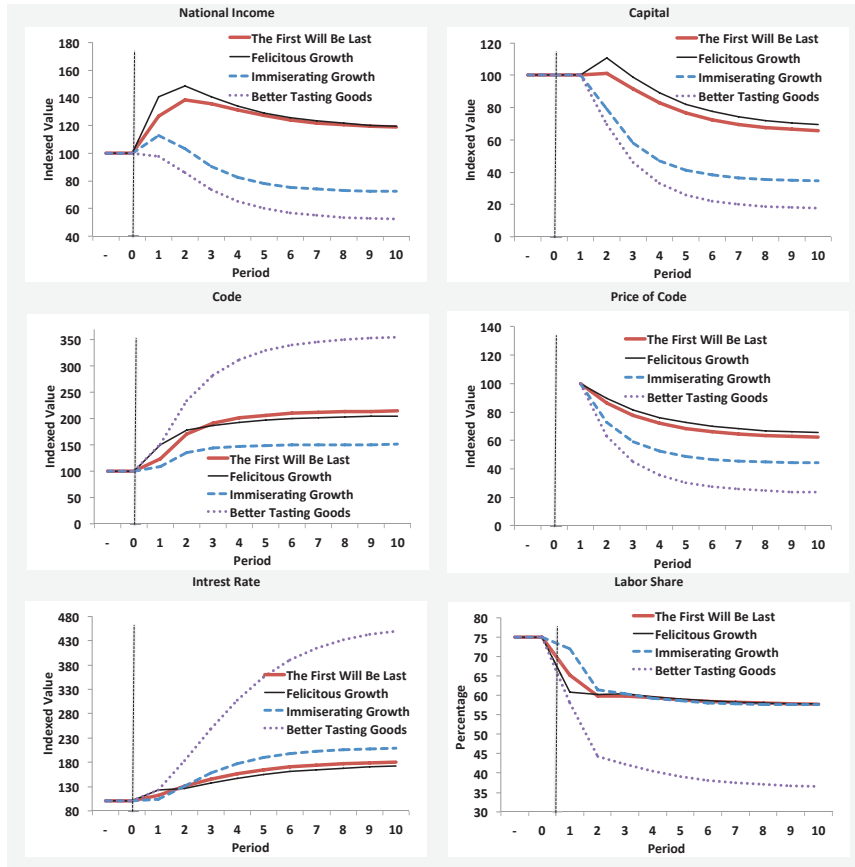 National Income
Indexed Value
180
160
140
120
100
80
60
40
The First Will Be Last
Felicitous Growth
Immiserating Growth
Better Tasting Goods
- 0 1 2 3 4 5 6 7 8 9 10
Period
Capital
Indexed Value
120
100
80
60
40
20
0
The First Will Be Last
Felicitous Growth
Immiserating Growth
Better Tasting Goods
- 0 1 2 3 4 5 6 7 8 9 10
Period
Code
Indexed Value
350
300
250
200
150
100
50
0
The First Will Be Last
Felicitous Growth
Immiserating Growth
Better Tasting Goods
- 0 1 2 3 4 5 6 7 8 9 10
Period
Price of Code
Indexed Value
140
120
100
80
60
40
20
0
The First Will Be Last
Felicitous Growth
Immiserating Growth
Better Tasting Goods
- 0 1 2 3 4 5 6 7 8 9 10
Period
Intrest Rate
Indexed Value
480
430
380
330
280
230
180
130
80
The First Will Be Last
Felicitous Growth
Immiserating Growth
Better Tasting Goods
- 0 1 2 3 4 5 6 7 8 9 10
Period
Labor Share
Percentage
80
75
70
65
60
55
50
45
40
35
30
The First Will Be Last
Felicitous Growth
Immiserating Growth
Better Tasting Goods
- 0 1 2 3 4 5 6 7 8 9 10
Period